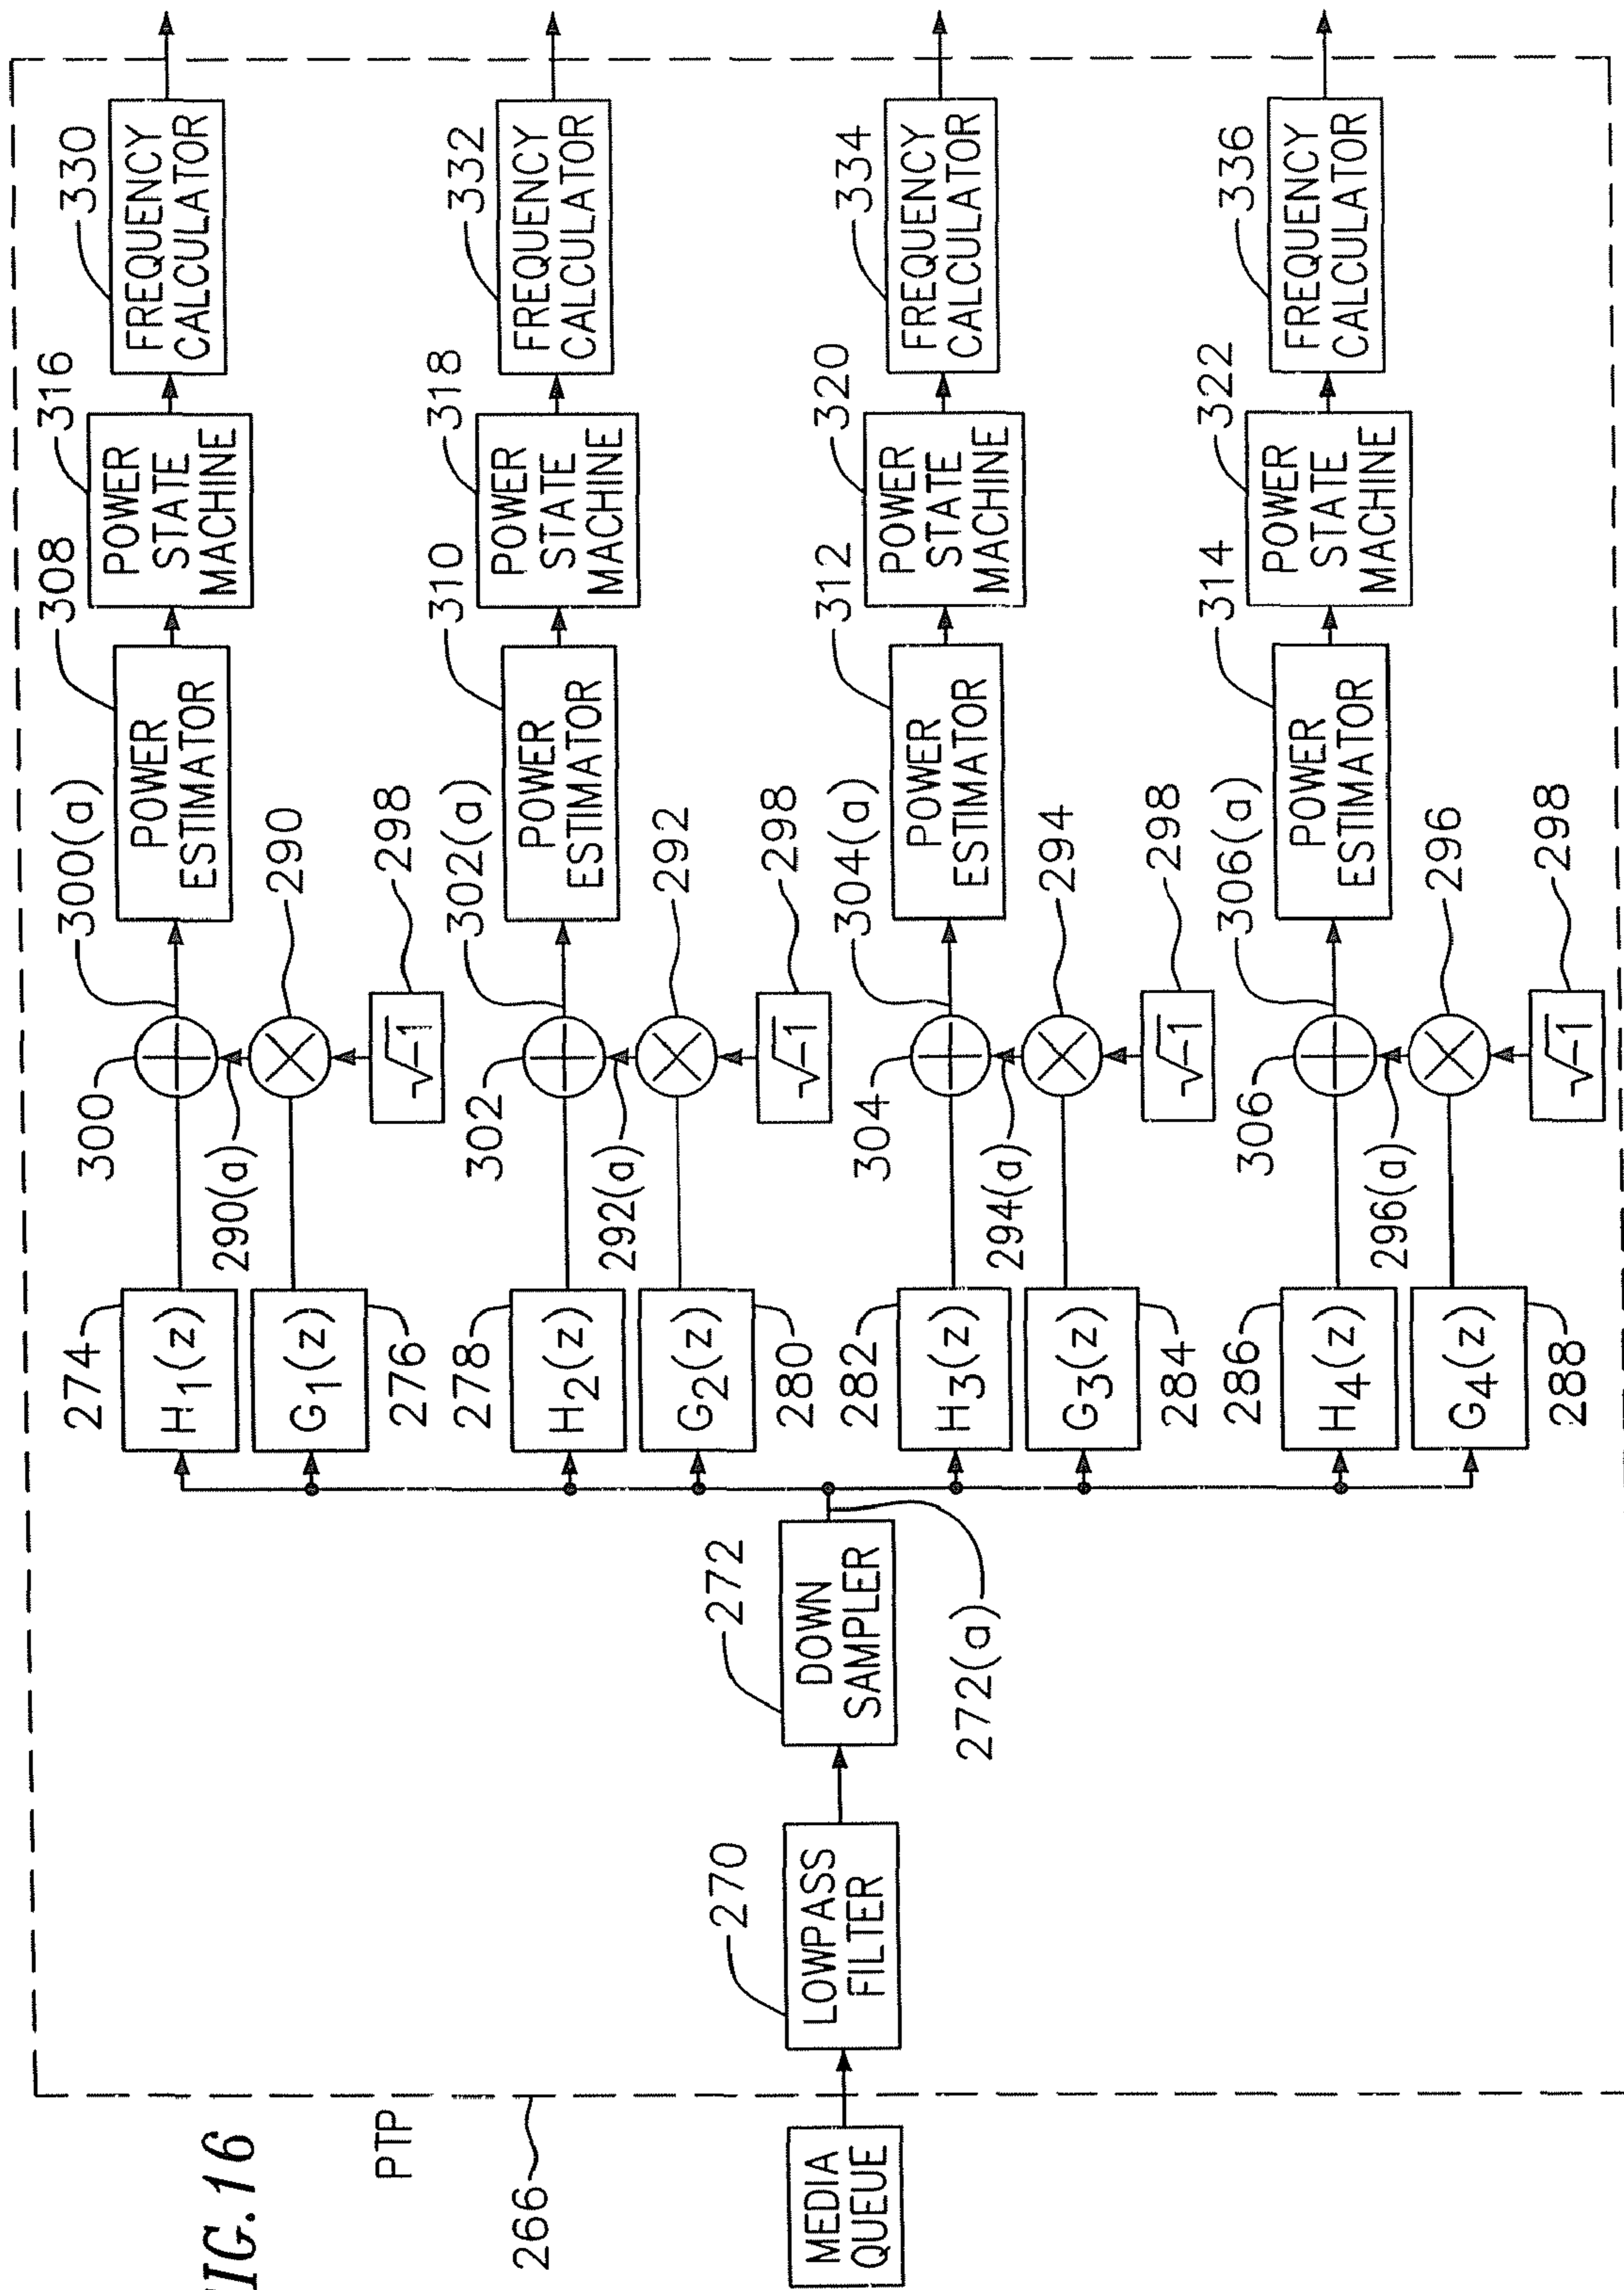 FIG.16
PTP
266
MEDIA
QUEUE
270
LOWPASS
FILTER
272
DOWN
SAMPLER
272(a)
274
H1(z)
G1(z)
276
300
290(a)
300(a)
290
√-1
298
308
POWER
ESTIMATOR
316
POWER
STATE
MACHINE
330
FREQUENCY
CALCULATOR
278
H2(z)
G2(z)
280
302
292(a)
302(a)
292
√-1
298
310
POWER
ESTIMATOR
318
POWER
STATE
MACHINE
332
FREQUENCY
CALCULATOR
282
H3(z)
G3(z)
284
304
294(a)
304(a)
294
√-1
298
312
POWER
ESTIMATOR
320
POWER
STATE
MACHINE
334
FREQUENCY
CALCULATOR
286
H4(z)
G4(z)
288
306
296(a)
306(a)
296
√-1
298
314
POWER
ESTIMATOR
322
POWER
STATE
MACHINE
336
FREQUENCY
CALCULATOR